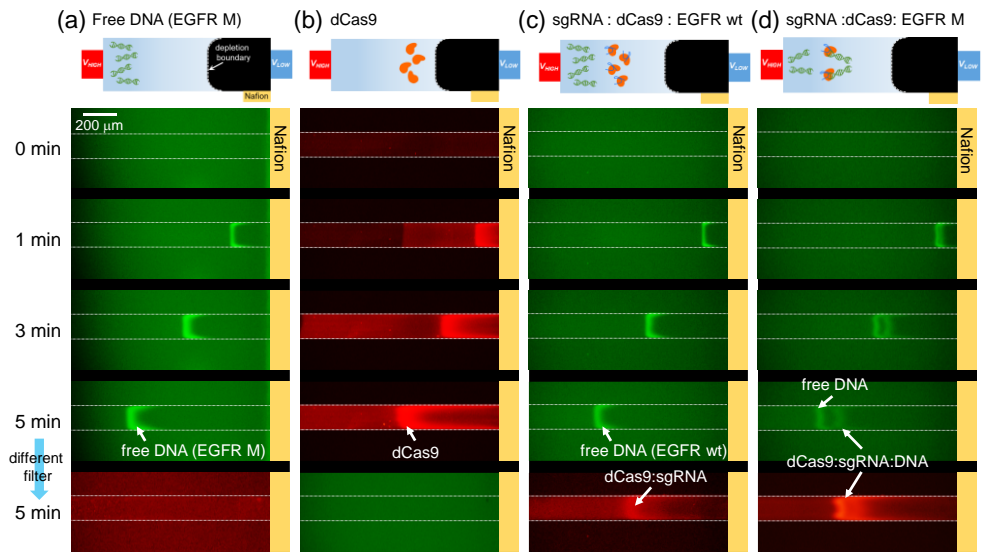 (a) Free DNA (EGFR M)
(b) dCas9
(c) sgRNA : dCas9 : EGFR wt
(d) sgRNA :dCas9: EGFR M
V_HIGH
depletion
boundary
V_LOW
Nafion
V_HIGH
V_LOW
V_HIGH
V_LOW
V_HIGH
V_LOW
200 μm
0 min
Nafion
Nafion
Nafion
1 min
3 min
5 min
free DNA (EGFR M)
dCas9
free DNA (EGFR wt)
free DNA
different
filter
dCas9:sgRNA
dCas9:sgRNA:DNA
5 min